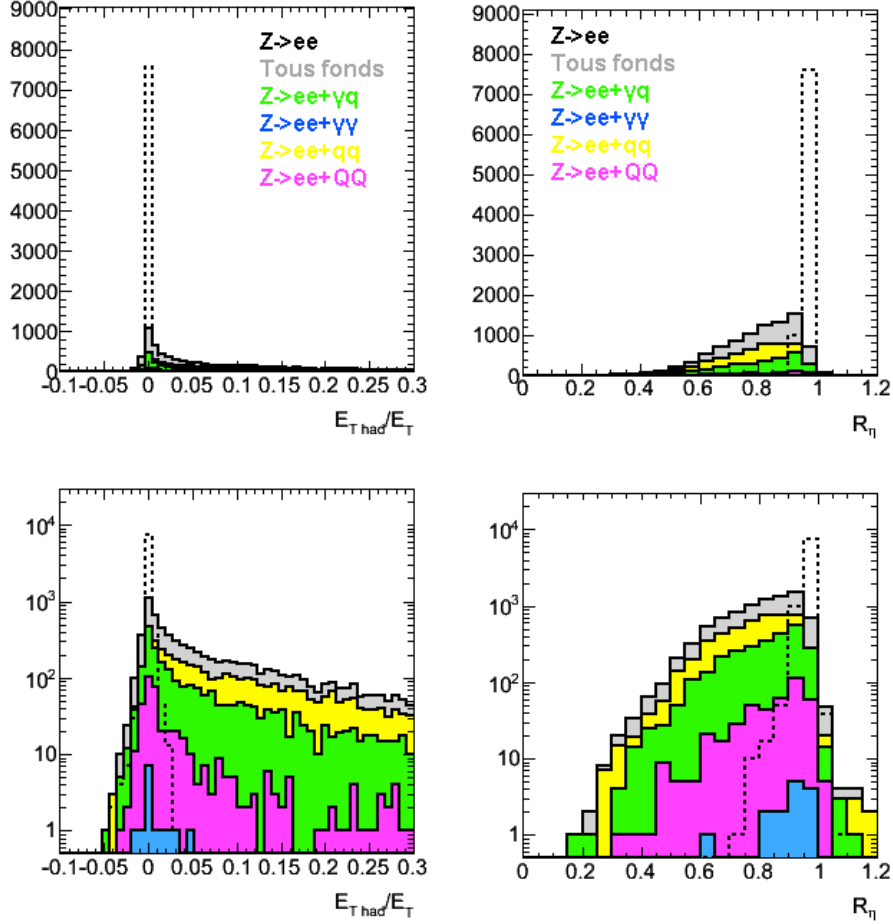 9000
8000
7000
6000
5000
4000
3000
2000
1000
0
-0.1 -0.05 0 0.05 0.1 0.15 0.2 0.25 0.3
E_T had/E_T
Z->ee
Tous fonds
Z->ee+γq
Z->ee+γγ
Z->ee+qq
Z->ee+QQ
9000
8000
7000
6000
5000
4000
3000
2000
1000
0
0 0.2 0.4 0.6 0.8 1 1.2
R_η
Z->ee
Tous fonds
Z->ee+γq
Z->ee+γγ
Z->ee+qq
Z->ee+QQ
10^4
10^3
10^2
10
1
-0.1 -0.05 0 0.05 0.1 0.15 0.2 0.25 0.3
E_T had/E_T
10^4
10^3
10^2
10
1
0 0.2 0.4 0.6 0.8 1 1.2
R_η